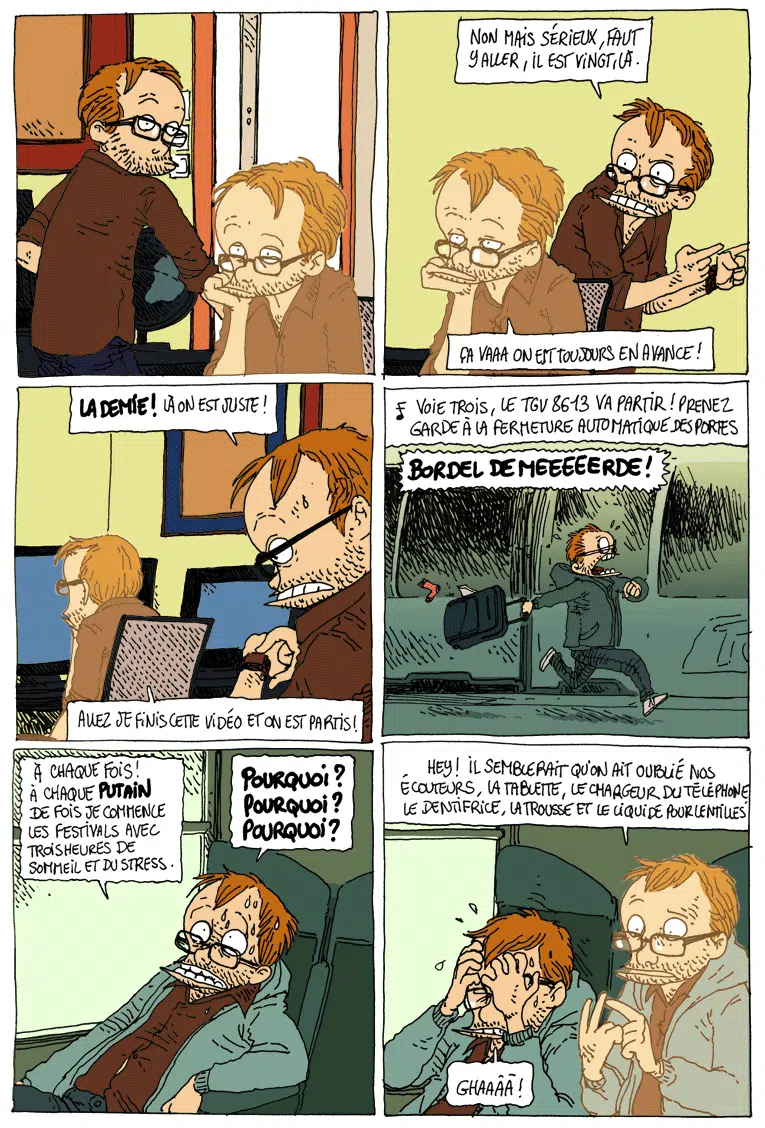 NON MAIS SÉRIEUX, FAUT
Y ALLER, IL EST VINGT, LÀ.
ÇA VAAA ON EST TOUJOURS EN AVANCE !
LA DEMIE ! LÀ ON EST JUSTE !
ALLEZ JE FINIS CETTE VIDÉO ET ON EST PARTIS !
VOIE TROIS, LE TGV 8613 VA PARTIR ! PRENEZ
GARDE À LA FERMETURE AUTOMATIQUE DES PORTES
BORDEL DE MEEEEERDE !
À CHAQUE FOIS !
À CHAQUE PUTAIN
DE FOIS JE COMMENCE
LES FESTIVALS AVEC
TROIS HEURES DE
SOMMEIL ET DU STRESS.
POURQUOI ?
POURQUOI ?
POURQUOI ?
HEY ! IL SEMBLERAIT QU'ON AIT OUBLIÉ NOS
ÉCOUTEURS, LA TABLETTE, LE CHARGEUR DU TÉLÉPHONE
LE DENTIFRICE, LA TROUSSE ET LE LIQUIDE POUR LENTILLES
GHAAÂÂ !